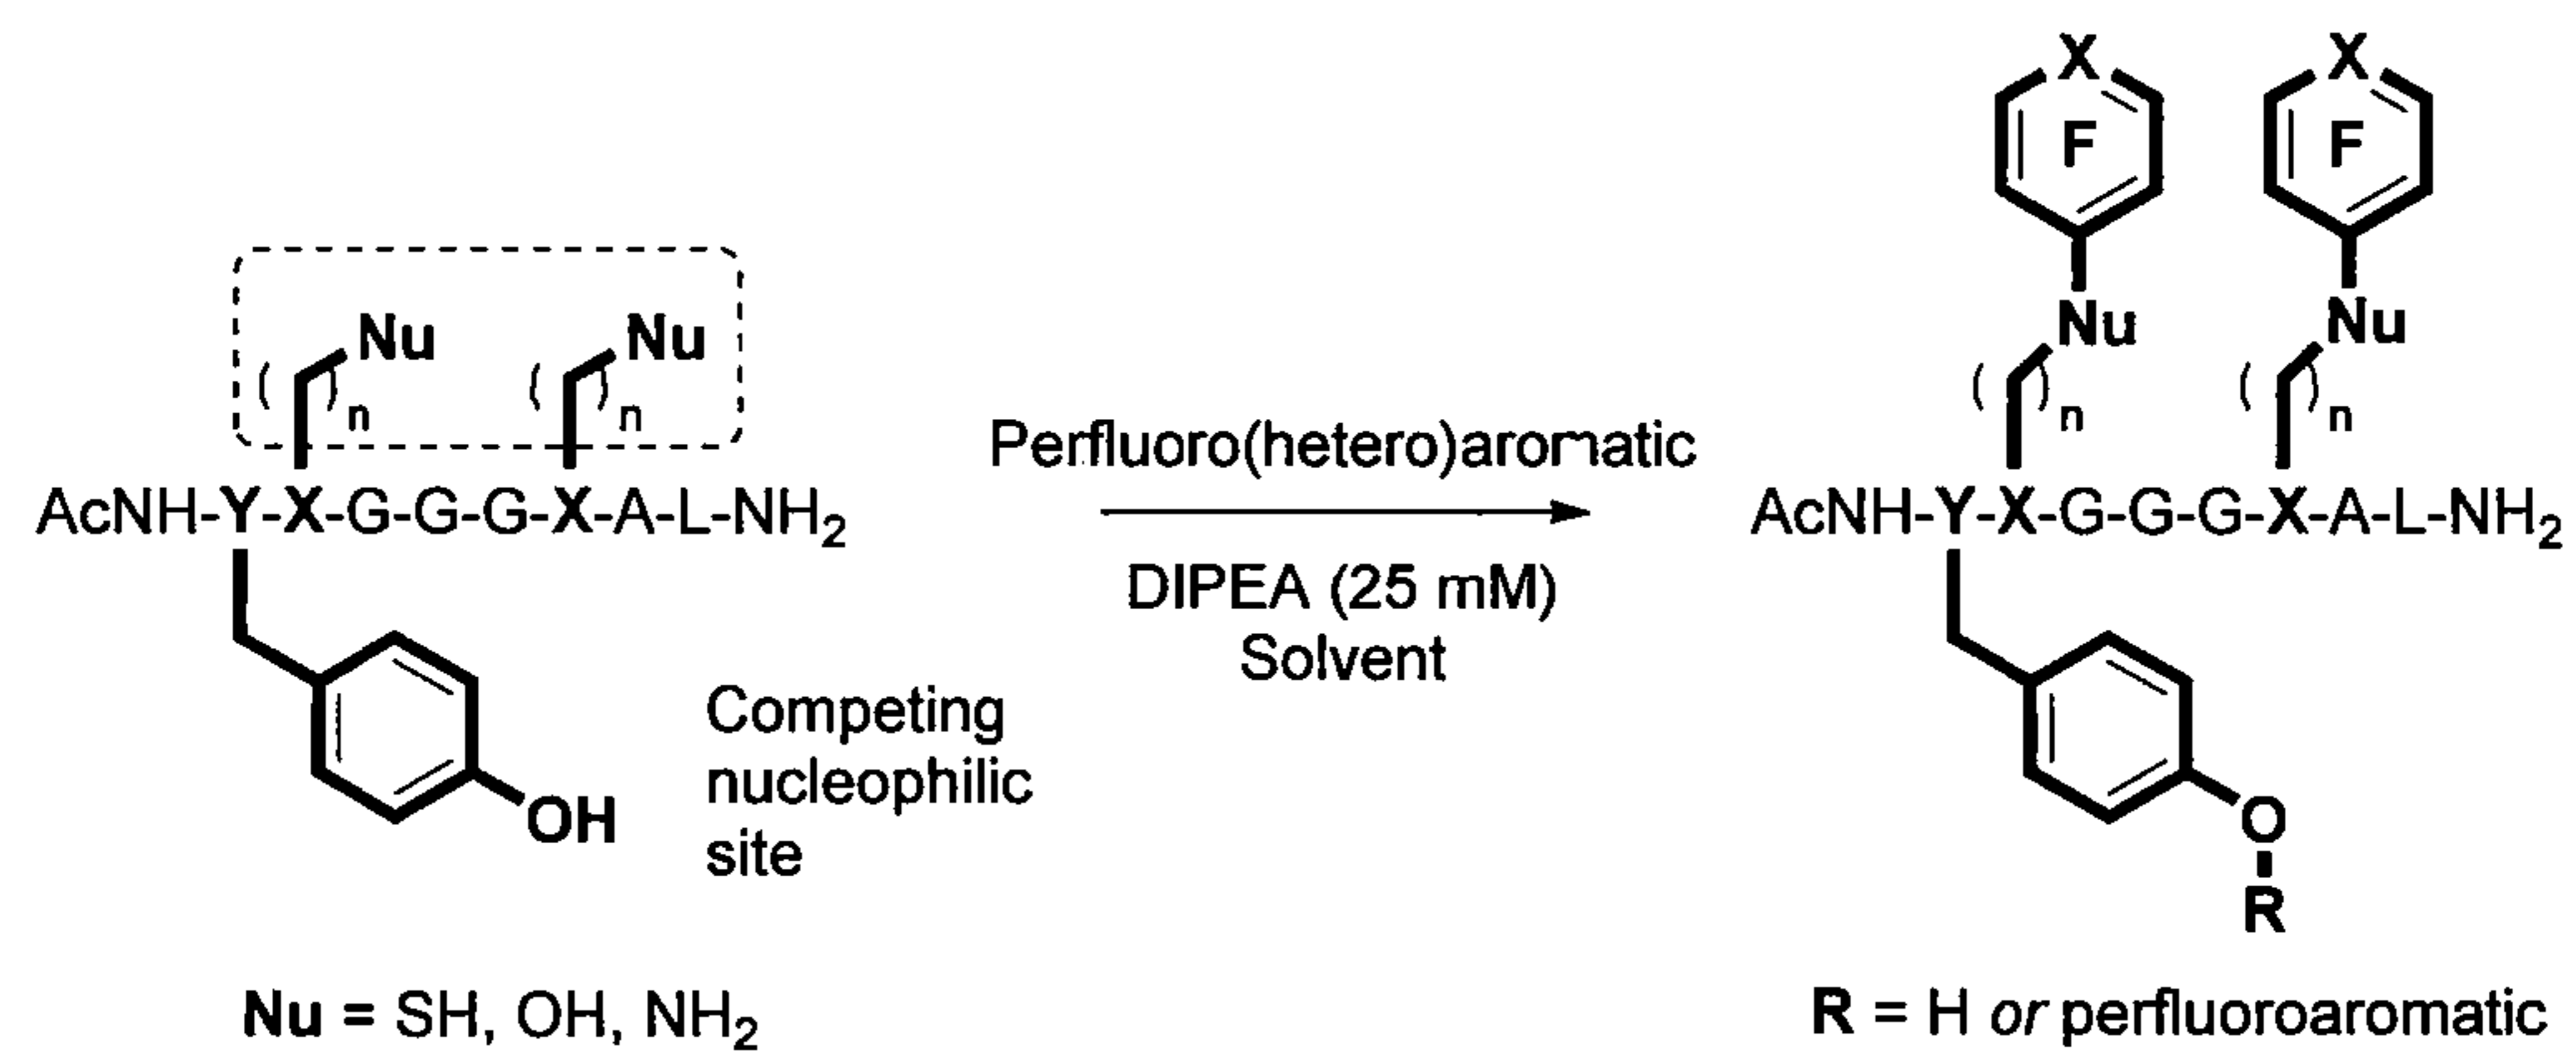 X X
F F
Nu Nu
Nu Nu
( )n ( )n
( )n ( )n
Perfluoro(hetero)aromatic
AcNH-Y-X-G-G-G-X-A-L-NH2
AcNH-Y-X-G-G-G-X-A-L-NH2
DIPEA (25 mM)
Solvent
Competing
nucleophilic
site
OH
O
R
Nu = SH, OH, NH2
R = H or perfluoroaromatic